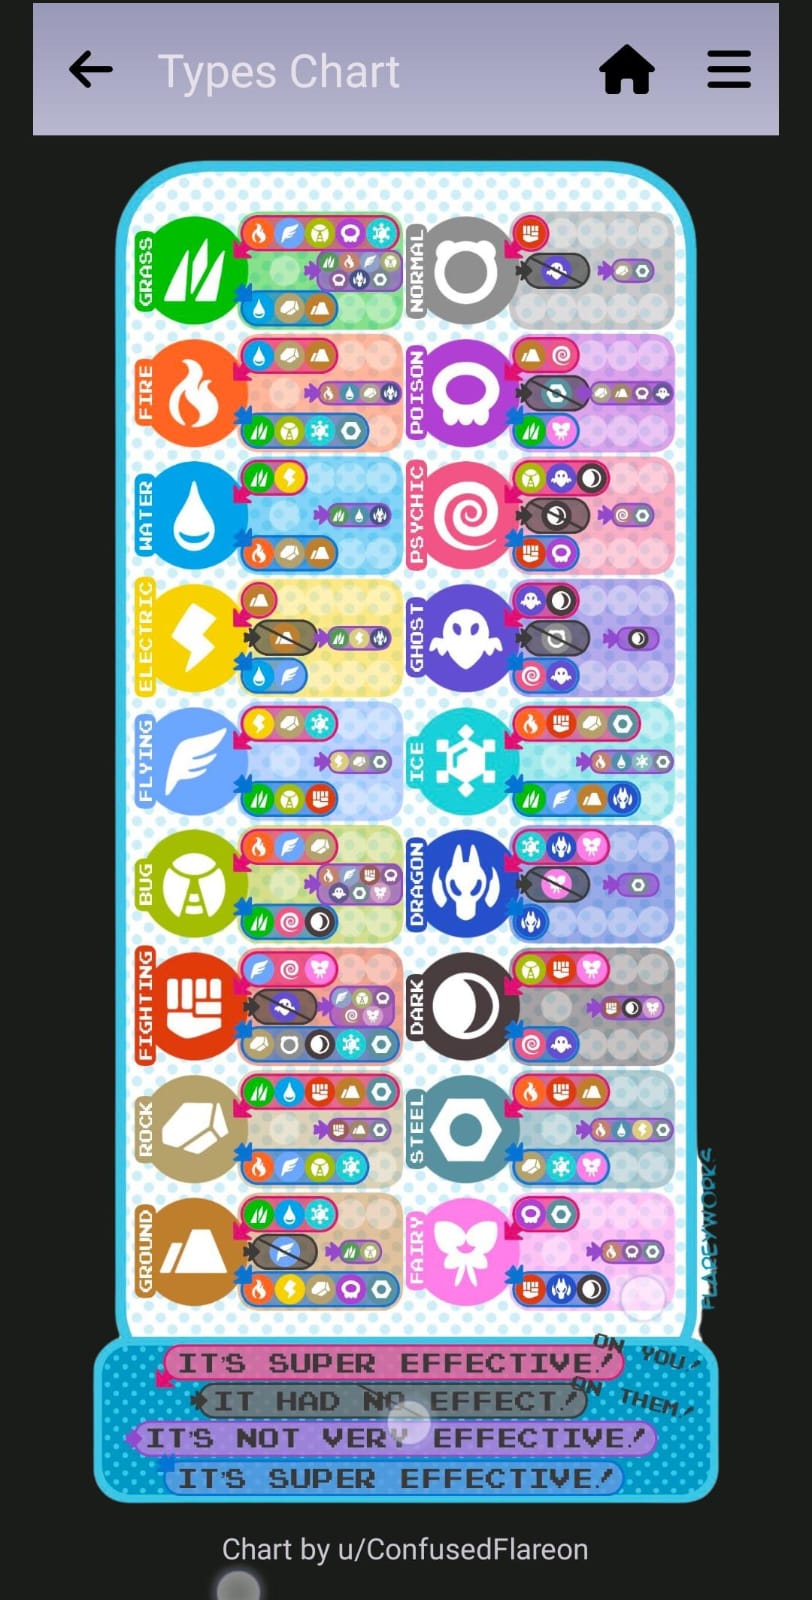 Types Chart
GRASS
NORMAL
FIRE
POISON
WATER
PSYCHIC
ELECTRIC
GHOST
FLYING
ICE
BUG
DRAGON
FIGHTING
DARK
ROCK
STEEL
GROUND
FAIRY
FLAREYWORKS
IT'S SUPER EFFECTIVE! ON YOU!
IT HAD NO EFFECT! ON THEM!
IT'S NOT VERY EFFECTIVE!
IT'S SUPER EFFECTIVE!
Chart by u/ConfusedFlareon